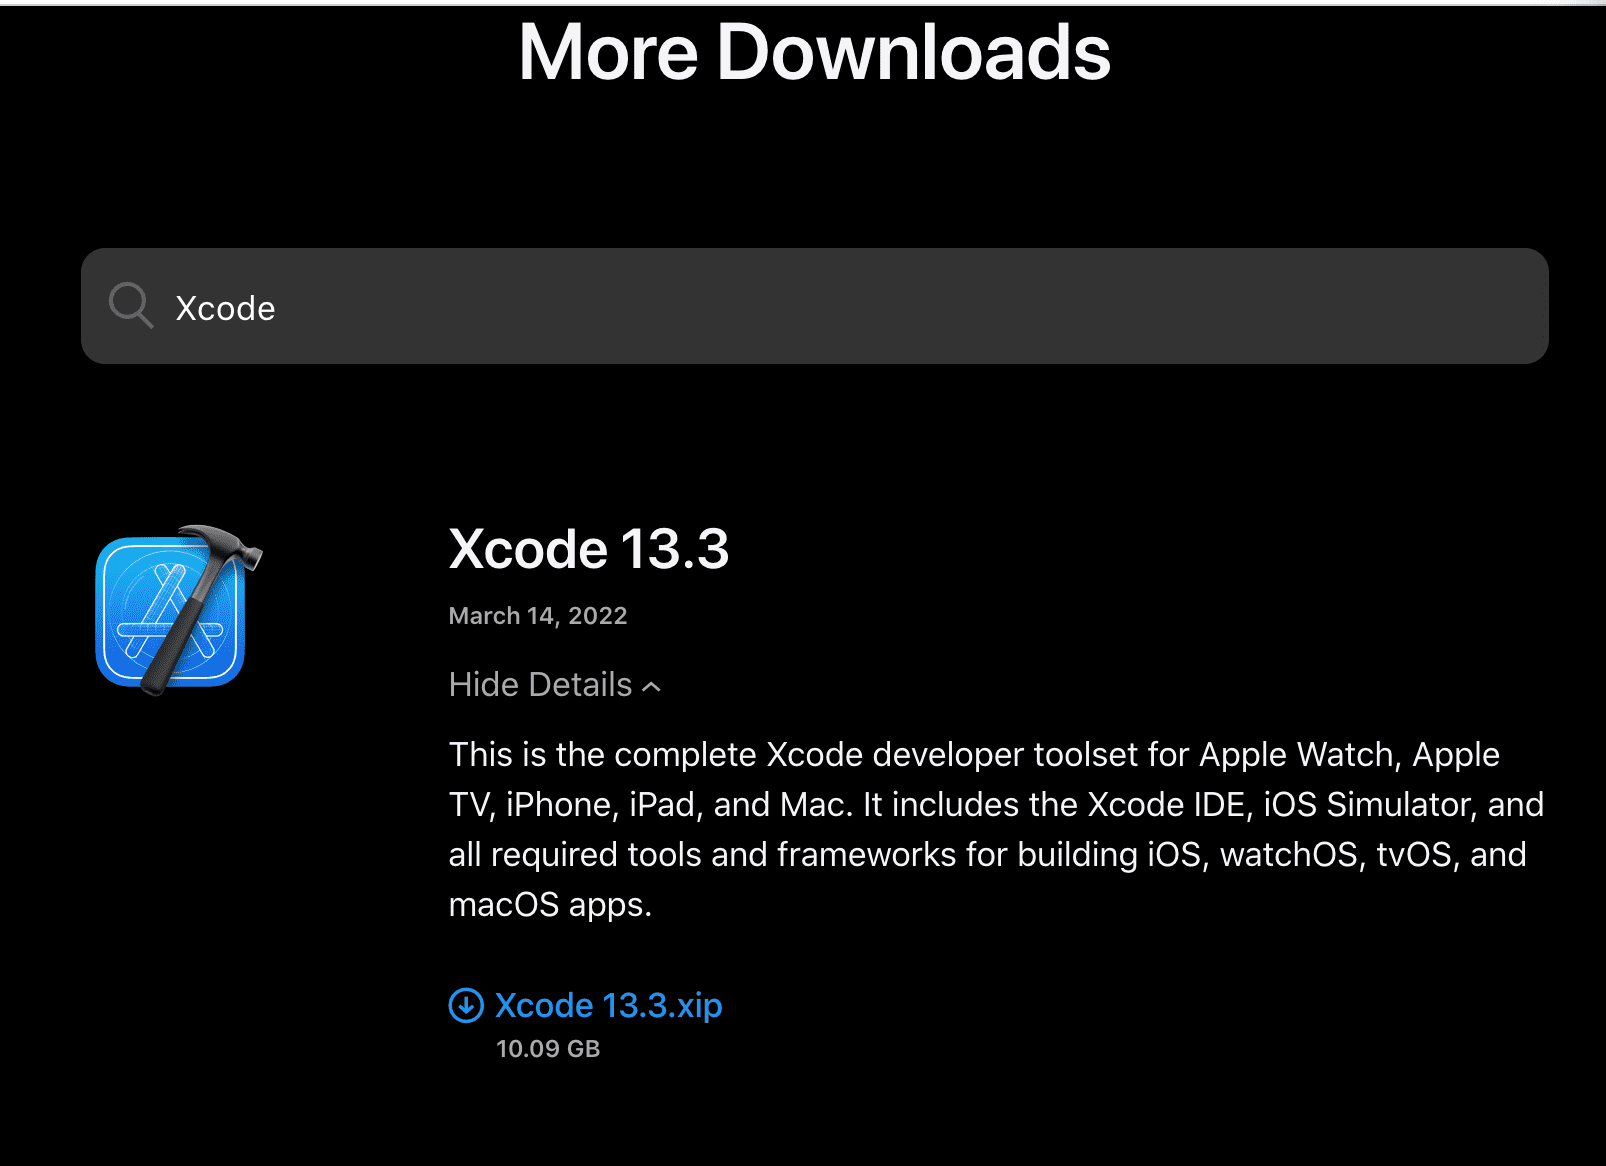 More Downloads
Xcode
Xcode 13.3
March 14, 2022
Hide Details
This is the complete Xcode developer toolset for Apple Watch, Apple
TV, iPhone, iPad, and Mac. It includes the Xcode IDE, iOS Simulator, and
all required tools and frameworks for building iOS, watchOS, tvOS, and
macOS apps.
Xcode 13.3.xip
10.09 GB